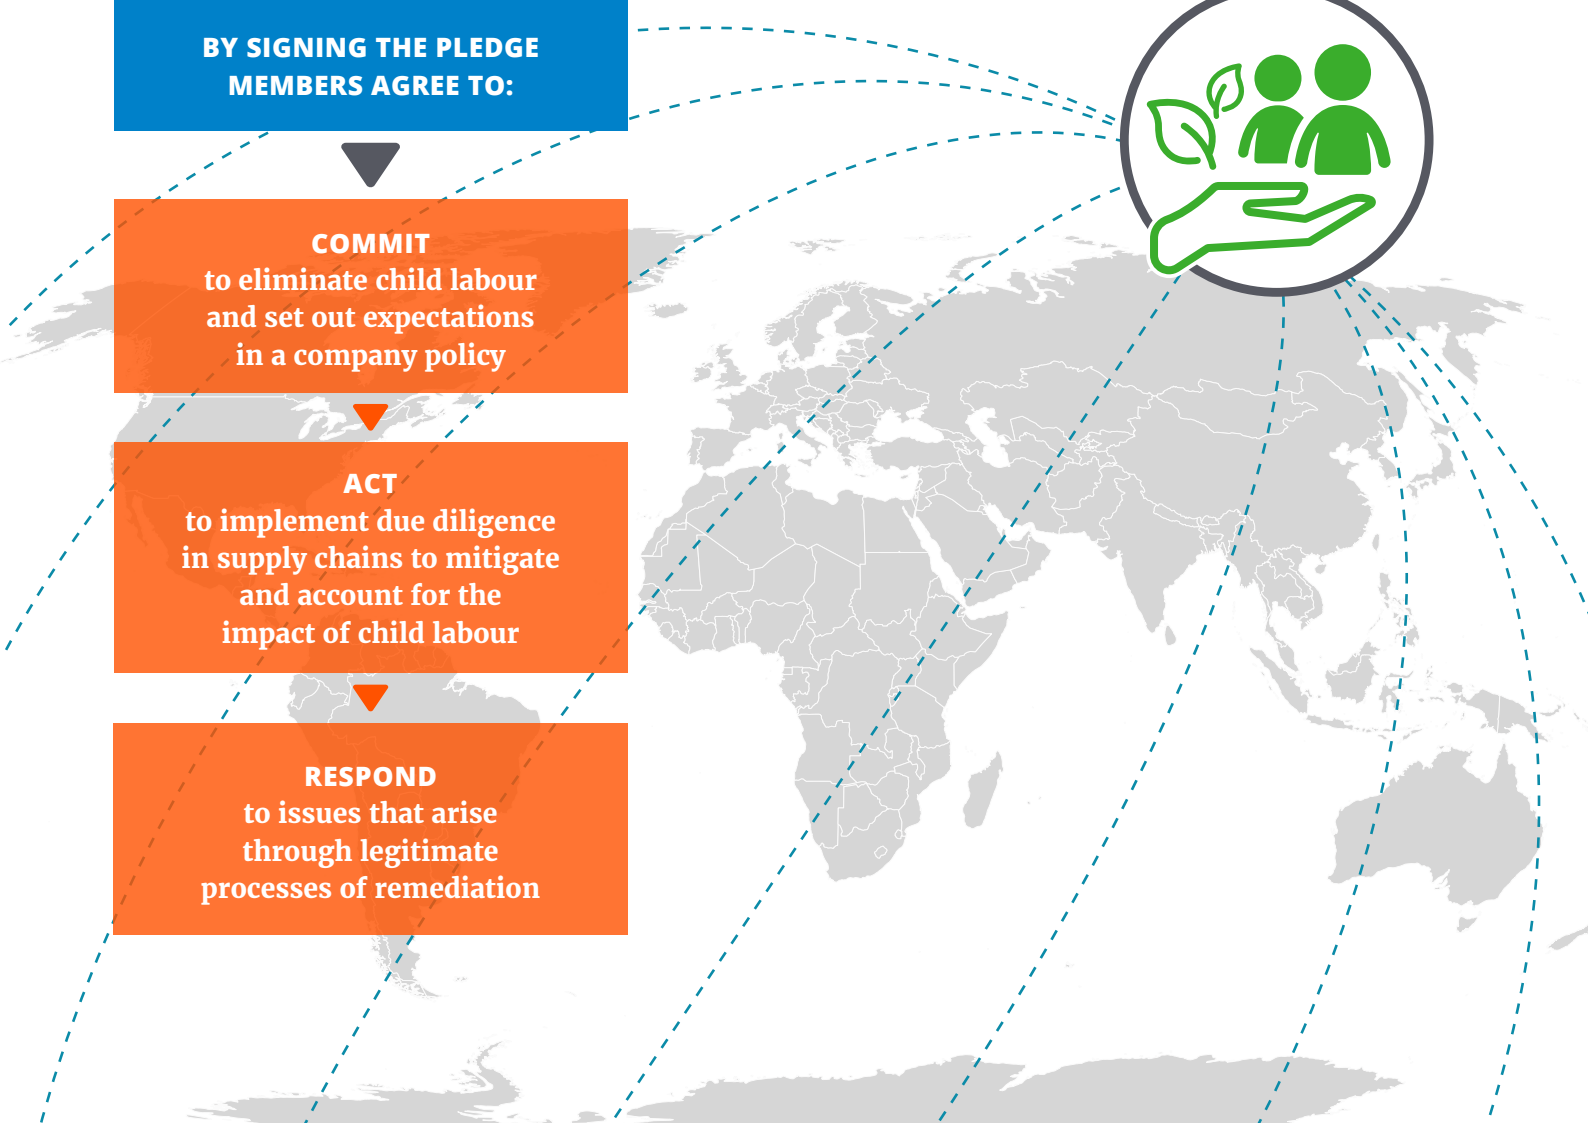 BY SIGNING THE PLEDGE
MEMBERS AGREE TO:
COMMIT
to eliminate child labour
and set out expectations
in a company policy
ACT
to implement due diligence
in supply chains to mitigate
and account for the
impact of child labour
RESPOND
to issues that arise
through legitimate
processes of remediation